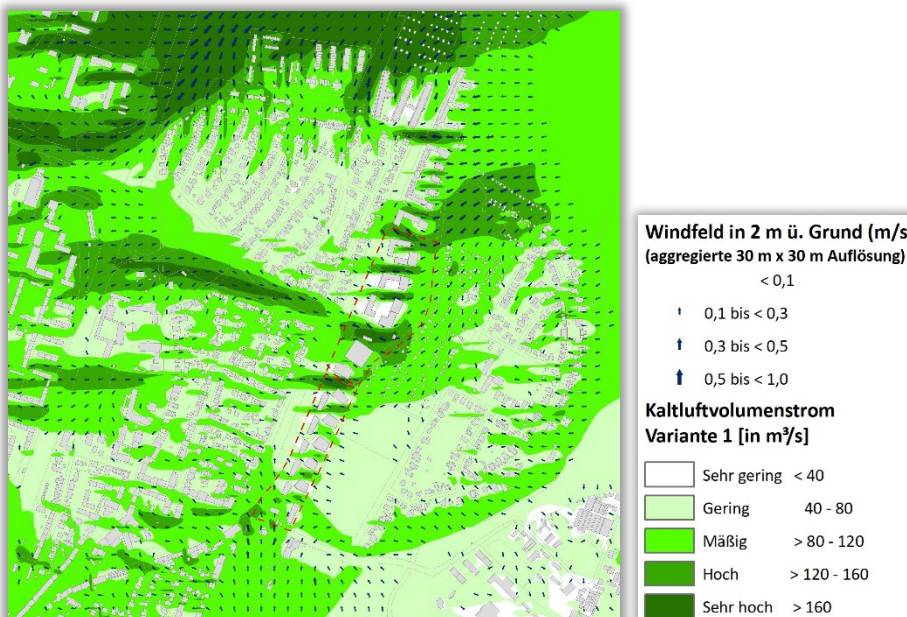 Windfeld in 2 m ü. Grund (m/s
(aggregierte 30 m x 30 m Auflösung)
< 0,1
0,1 bis < 0,3
0,3 bis < 0,5
0,5 bis < 1,0
Kaltluftvolumenstrom
Variante 1 [in m³/s]
Sehr gering < 40
Gering 40 - 80
Mäßig > 80 - 120
Hoch > 120 - 160
Sehr hoch > 160